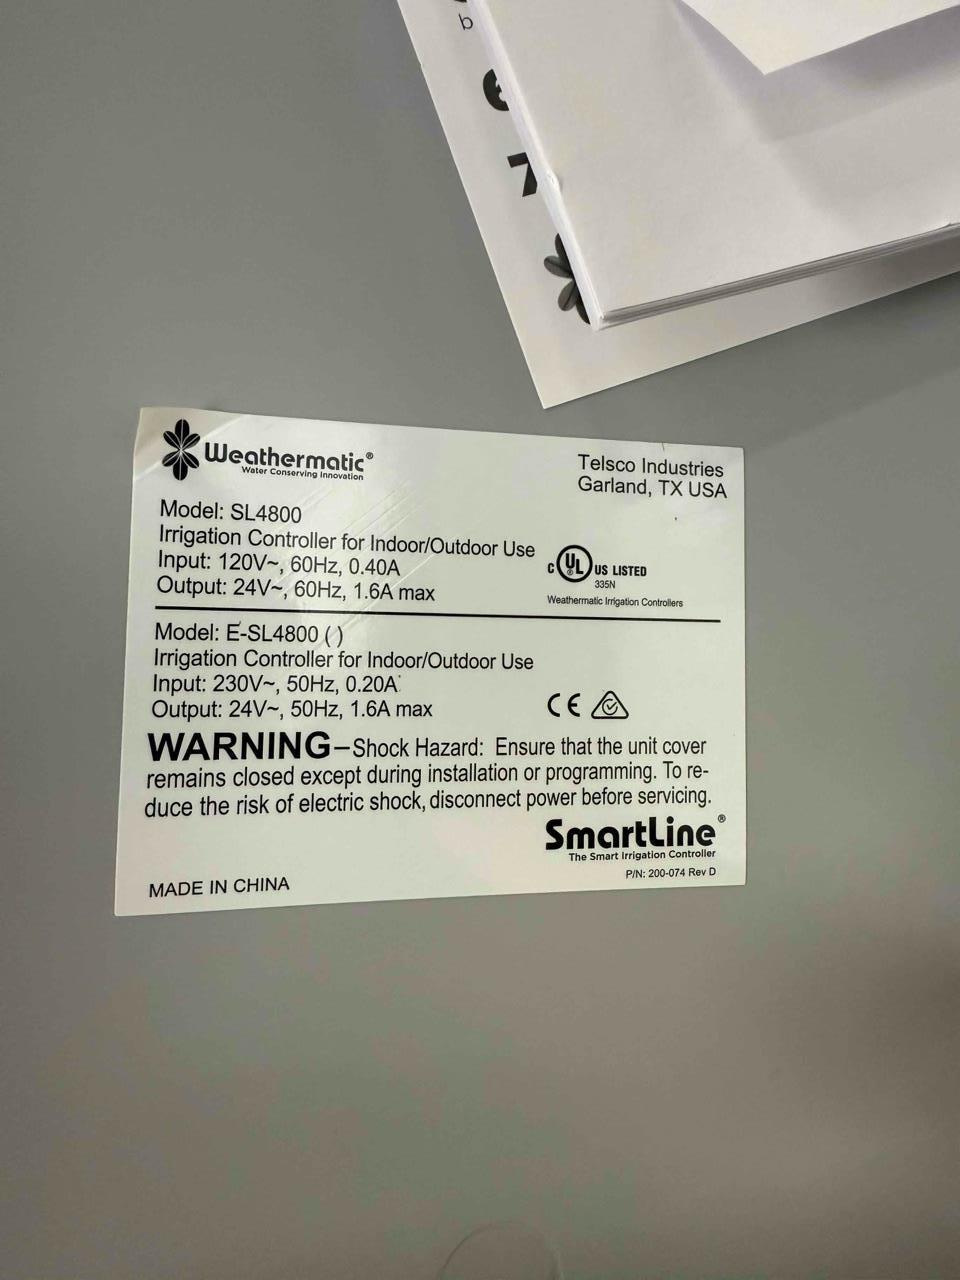 b
Weathermatic®
Water Conserving Innovation
Telsco Industries
Garland, TX USA
Model: SL4800
Irrigation Controller for Indoor/Outdoor Use
Input: 120V~, 60Hz, 0.40A
Output: 24V~, 60Hz, 1.6A max
C UL ® US LISTED
335N
Weathermatic Irrigation Controllers
Model: E-SL4800 ( )
Irrigation Controller for Indoor/Outdoor Use
Input: 230V~, 50Hz, 0.20A
Output: 24V~, 50Hz, 1.6A max
CE
WARNING–Shock Hazard: Ensure that the unit cover
remains closed except during installation or programming. To re-
duce the risk of electric shock, disconnect power before servicing.
SmartLine®
The Smart Irrigation Controller
P/N: 200-074 Rev D
MADE IN CHINA